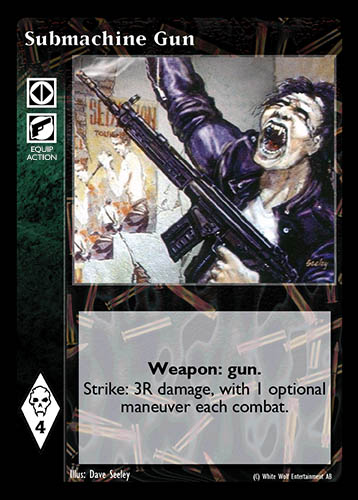 Submachine Gun
EQUIP
ACTION
Seeley
Weapon: gun.
Strike: 3R damage, with 1 optional
maneuver each combat.
4
Illus: Dave Seeley
(C) White Wolf Entertainment AB